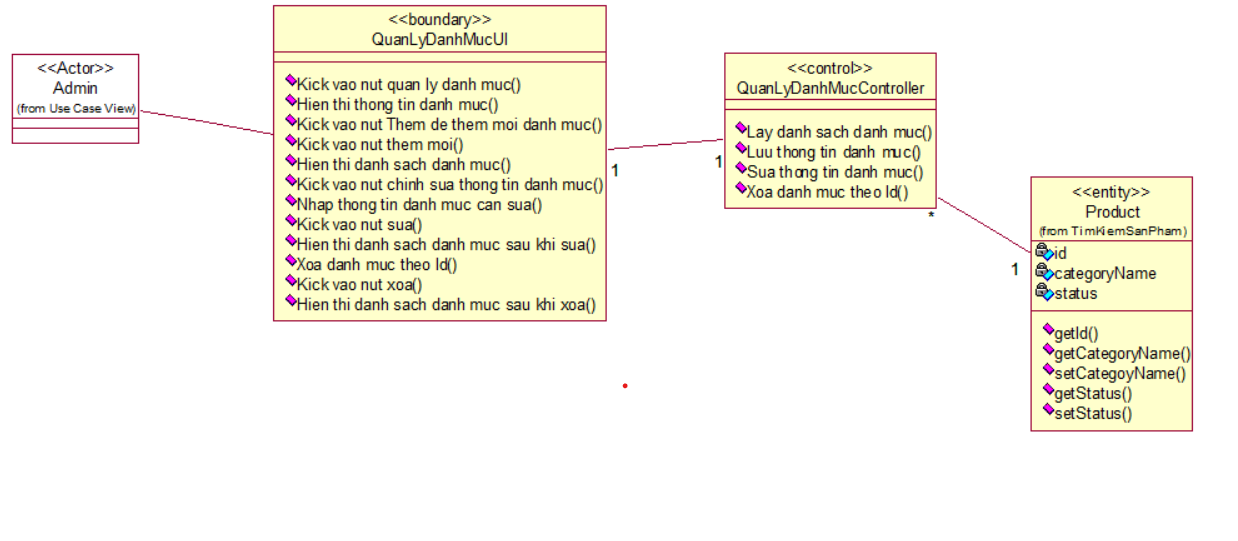 <<Actor>>
Admin
(from Use Case View)
<<boundary>>
QuanLyDanhMucUI
Kick vao nut quan ly danh muc()
Hien thi thong tin danh muc()
Kick vao nut Them de them moi danh muc()
Kick vao nut them moi()
Hien thi danh sach danh muc()
Kick vao nut chinh sua thong tin danh muc()
Nhap thong tin danh muc can sua()
Kick vao nut sua()
Hien thi danh sach danh muc sau khi sua()
Xoa danh muc theo Id()
Kick vao nut xoa()
Hien thi danh sach danh muc sau khi xoa()
1
1
<<control>>
QuanLyDanhMucController
Lay danh sach danh muc()
Luu thong tin danh muc()
Sua thong tin danh muc()
Xoa danh muc theo Id()
*
1
<<entity>>
Product
(from TimKiemSanPham)
id
categoryName
status
getId()
getCategoryName()
setCategoyName()
getStatus()
setStatus()